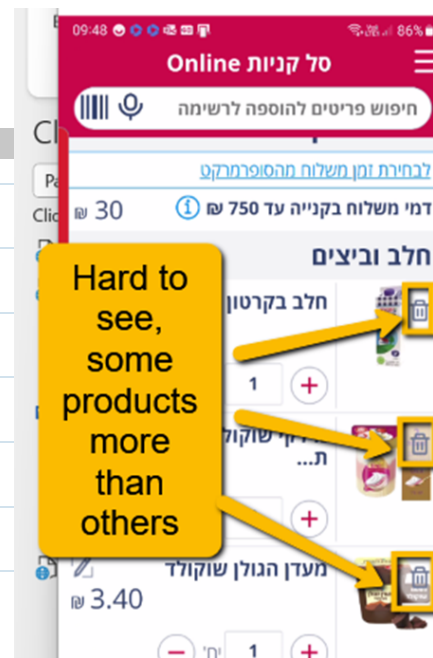 09:48
86%
סל קניות Online
חיפוש פריטים להוספה לרשימה
לבחירת זמן משלוח מהסופרמרקט
דמי משלוח בקנייה עד 750 ₪
30 ₪
חלב וביצים
חלב בקרטון
1 +
+
מעדן הגולן שוקולד
3.40 ₪
+ 1 יח' −
Hard to
see,
some
products
more
than
others